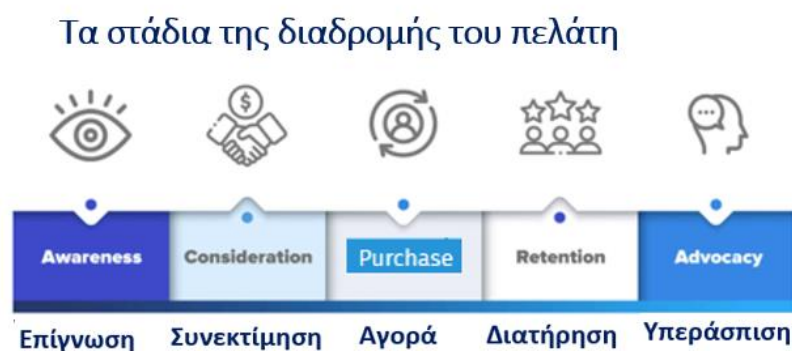 Τα στάδια της διαδρομής του πελάτη
$
Awareness Consideration Purchase Retention Advocacy
Επίγνωση Συνεκτίμηση Αγορά Διατήρηση Υπεράσπιση